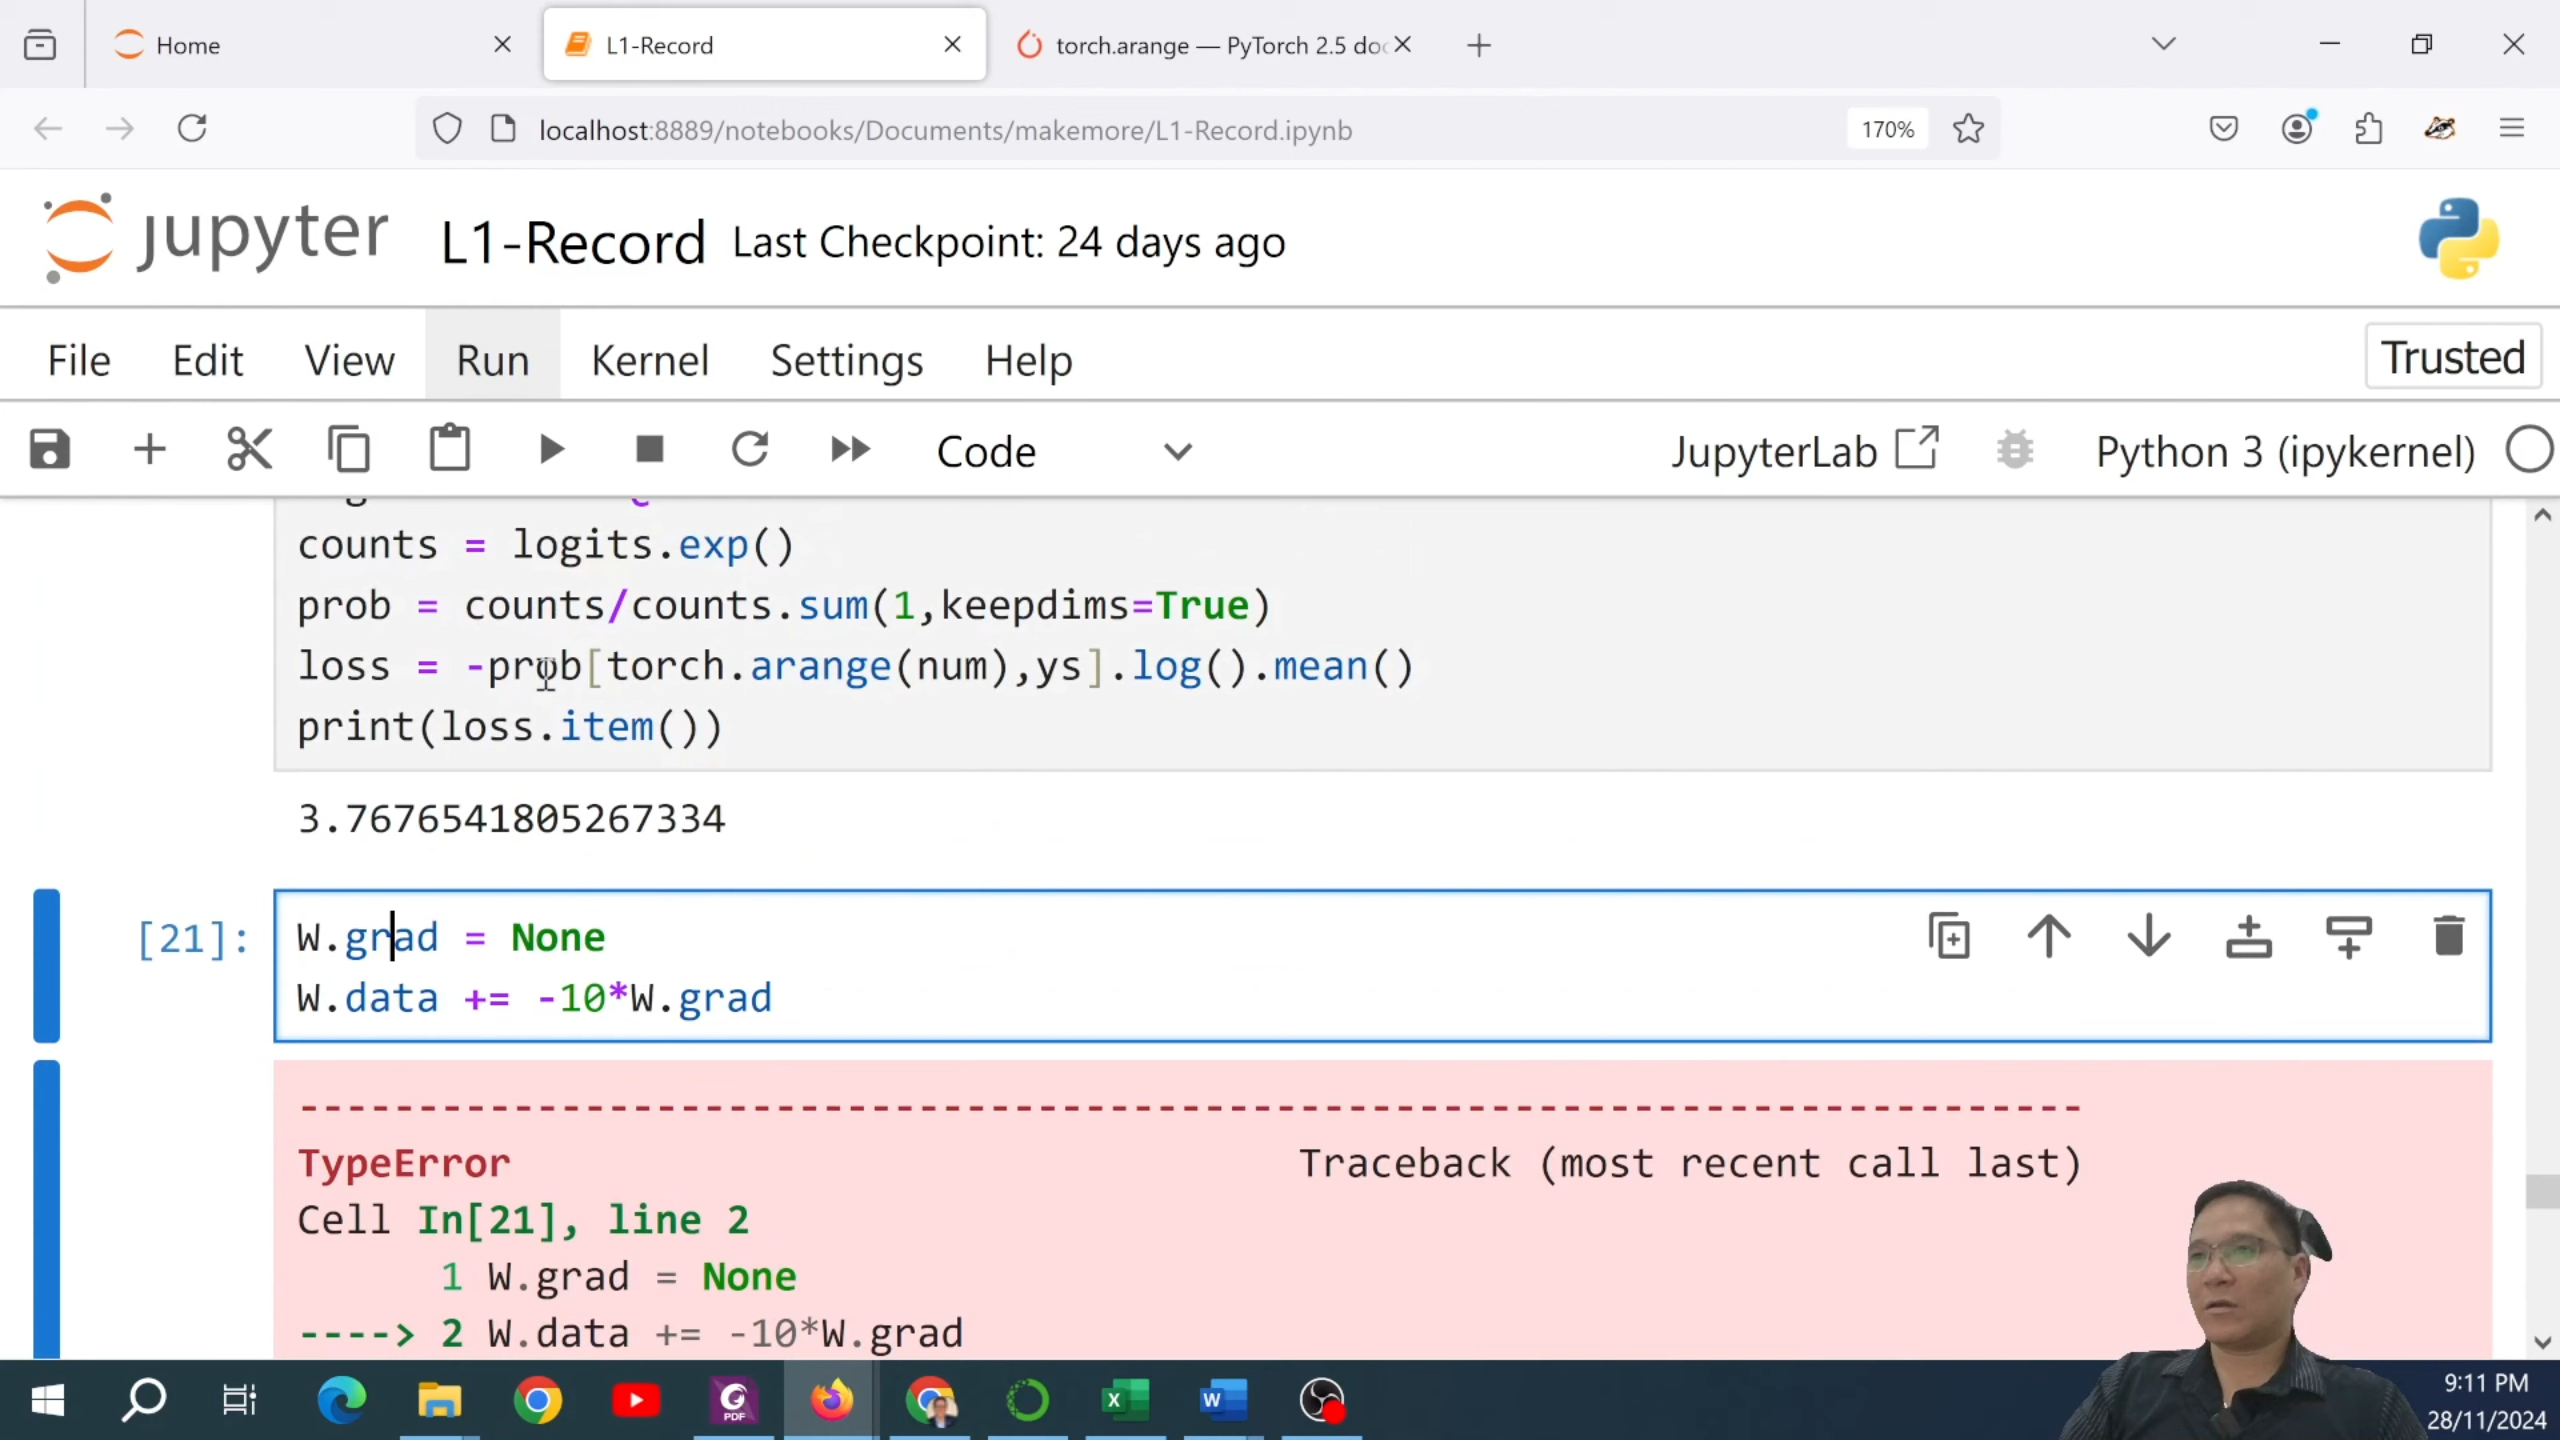 Home
L1-Record
torch.arange — PyTorch 2.5 doc
localhost:8889/notebooks/Documents/makemore/L1-Record.ipynb
170%
jupyter
L1-Record
Last Checkpoint: 24 days ago
File
Edit
View
Run
Kernel
Settings
Help
Trusted
Code
JupyterLab
Python 3 (ipykernel)
counts = logits.exp()
prob = counts/counts.sum(1,keepdims=True)
loss = -prob[torch.arange(num),ys].log().mean()
print(loss.item())
3.7676541805267334
[21]:
W.grad = None
W.data += -10*W.grad
---------------------------------------------------------------------------
TypeError Traceback (most recent call last)
Cell In[21], line 2
1 W.grad = None
----> 2 W.data += -10*W.grad
PDF
X
W
9:11 PM
28/11/2024